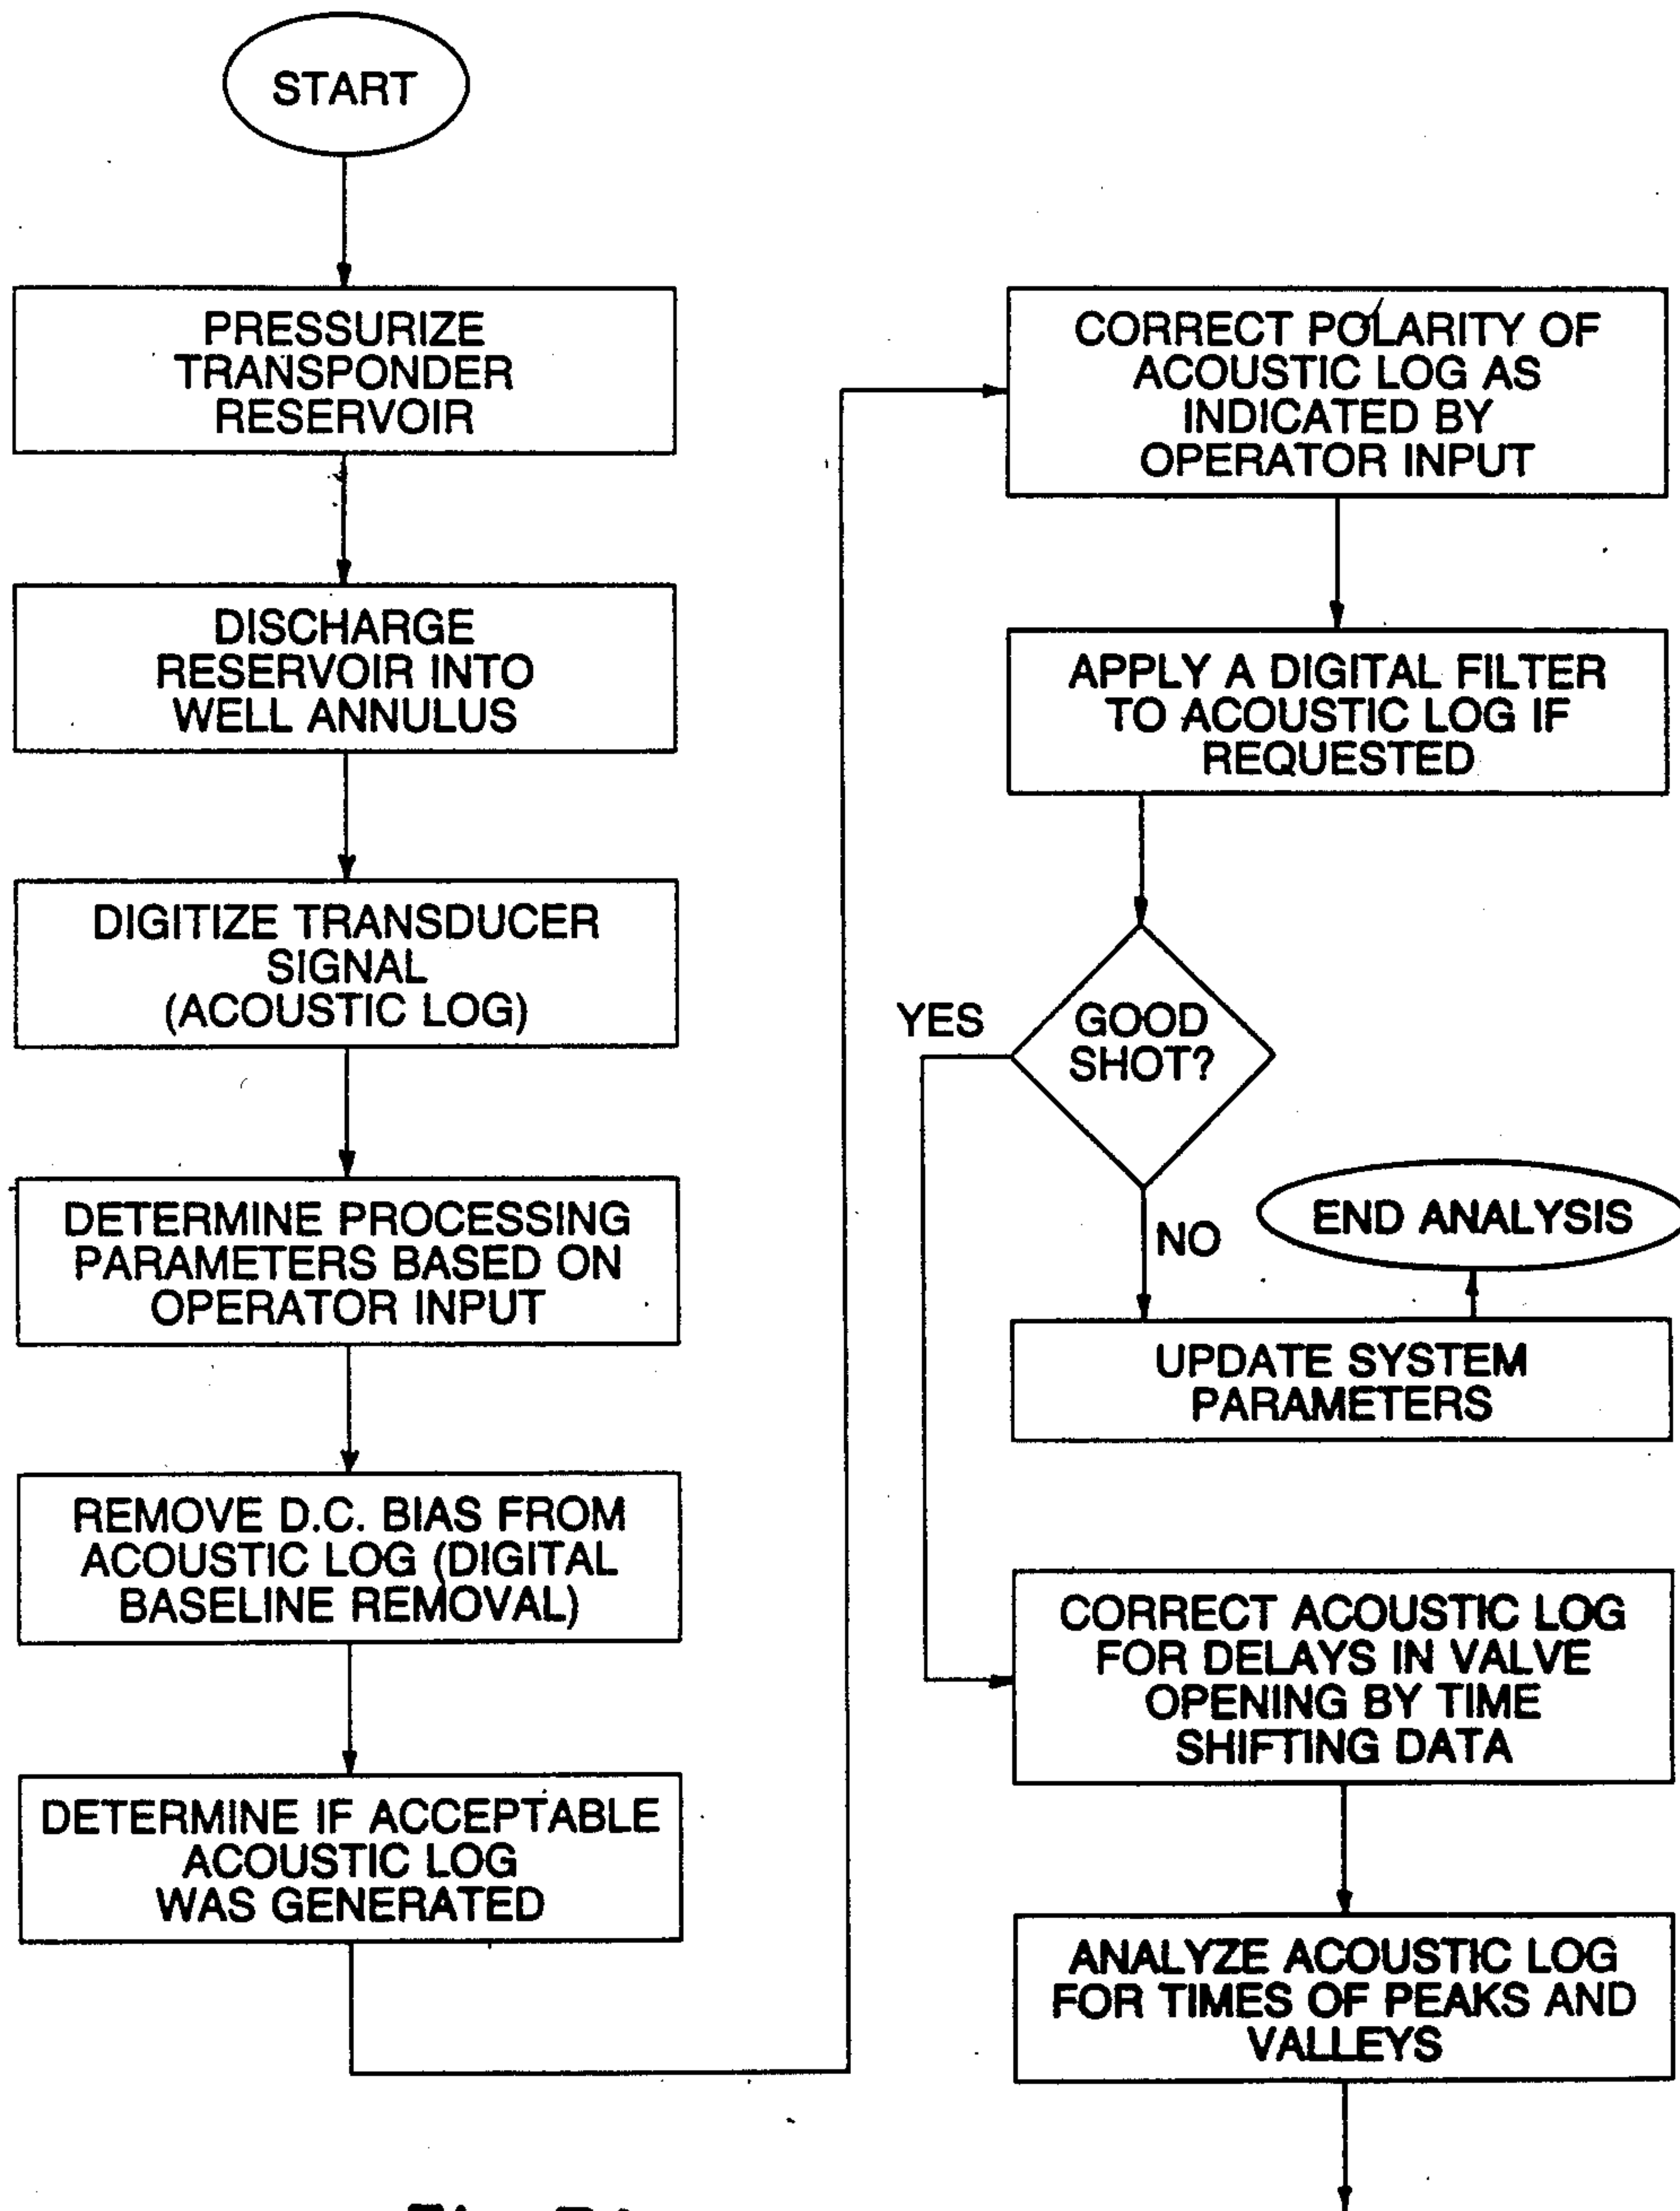 START
PRESSURIZE
TRANSPONDER
RESERVOIR
DISCHARGE
RESERVOIR INTO
WELL ANNULUS
DIGITIZE TRANSDUCER
SIGNAL
(ACOUSTIC LOG)
DETERMINE PROCESSING
PARAMETERS BASED ON
OPERATOR INPUT
REMOVE D.C. BIAS FROM
ACOUSTIC LOG (DIGITAL
BASELINE REMOVAL)
DETERMINE IF ACCEPTABLE
ACOUSTIC LOG
WAS GENERATED
CORRECT POLARITY OF
ACOUSTIC LOG AS
INDICATED BY
OPERATOR INPUT
APPLY A DIGITAL FILTER
TO ACOUSTIC LOG IF
REQUESTED
GOOD
SHOT?
YES
NO
END ANALYSIS
UPDATE SYSTEM
PARAMETERS
CORRECT ACOUSTIC LOG
FOR DELAYS IN VALVE
OPENING BY TIME
SHIFTING DATA
ANALYZE ACOUSTIC LOG
FOR TIMES OF PEAKS AND
VALLEYS